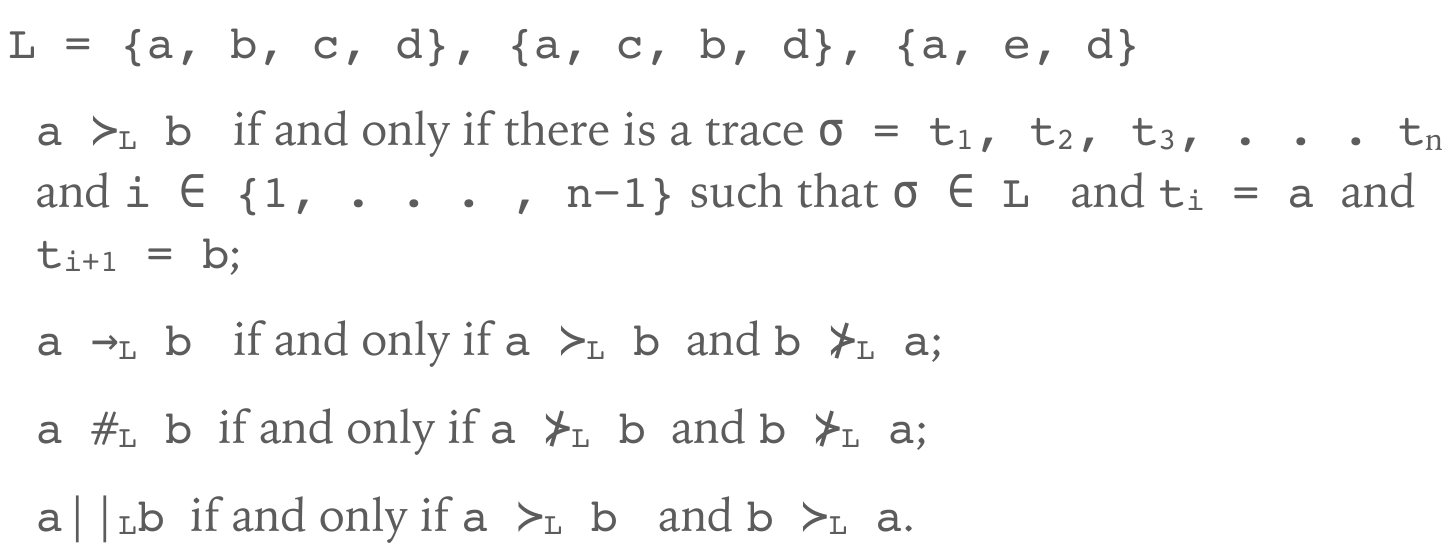 L = {a, b, c, d}, {a, c, b, d}, {a, e, d}
a ≻L b if and only if there is a trace σ = t1, t2, t3, . . . tn
and i ∈ {1, . . . , n-1} such that σ ∈ L and ti = a and
ti+1 = b;
a →L b if and only if a ≻L b and b ⊁L a;
a #L b if and only if a ⊁L b and b ⊁L a;
a||Lb if and only if a ≻L b and b ≻L a.